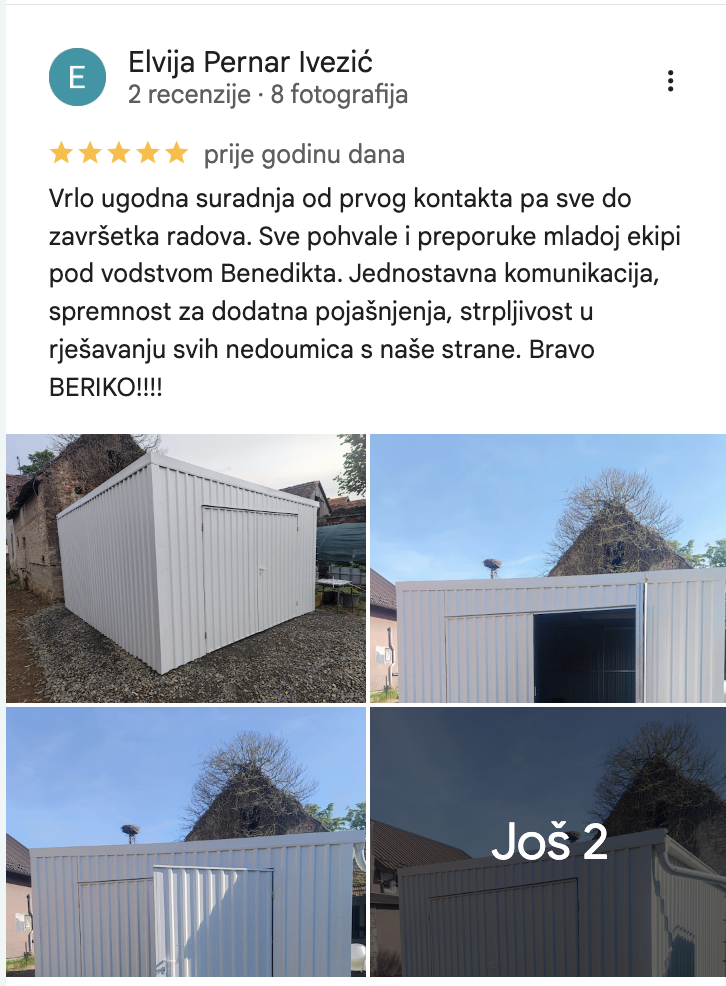 E
Elvija Pernar Ivezić
2 recenzije · 8 fotografija
prije godinu dana
Vrlo ugodna suradnja od prvog kontakta pa sve do
završetka radova. Sve pohvale i preporuke mladoj ekipi
pod vodstvom Benedikta. Jednostavna komunikacija,
spremnost za dodatna pojašnjenja, strpljivost u
rješavanju svih nedoumica s naše strane. Bravo
BERIKO!!!!
Još 2